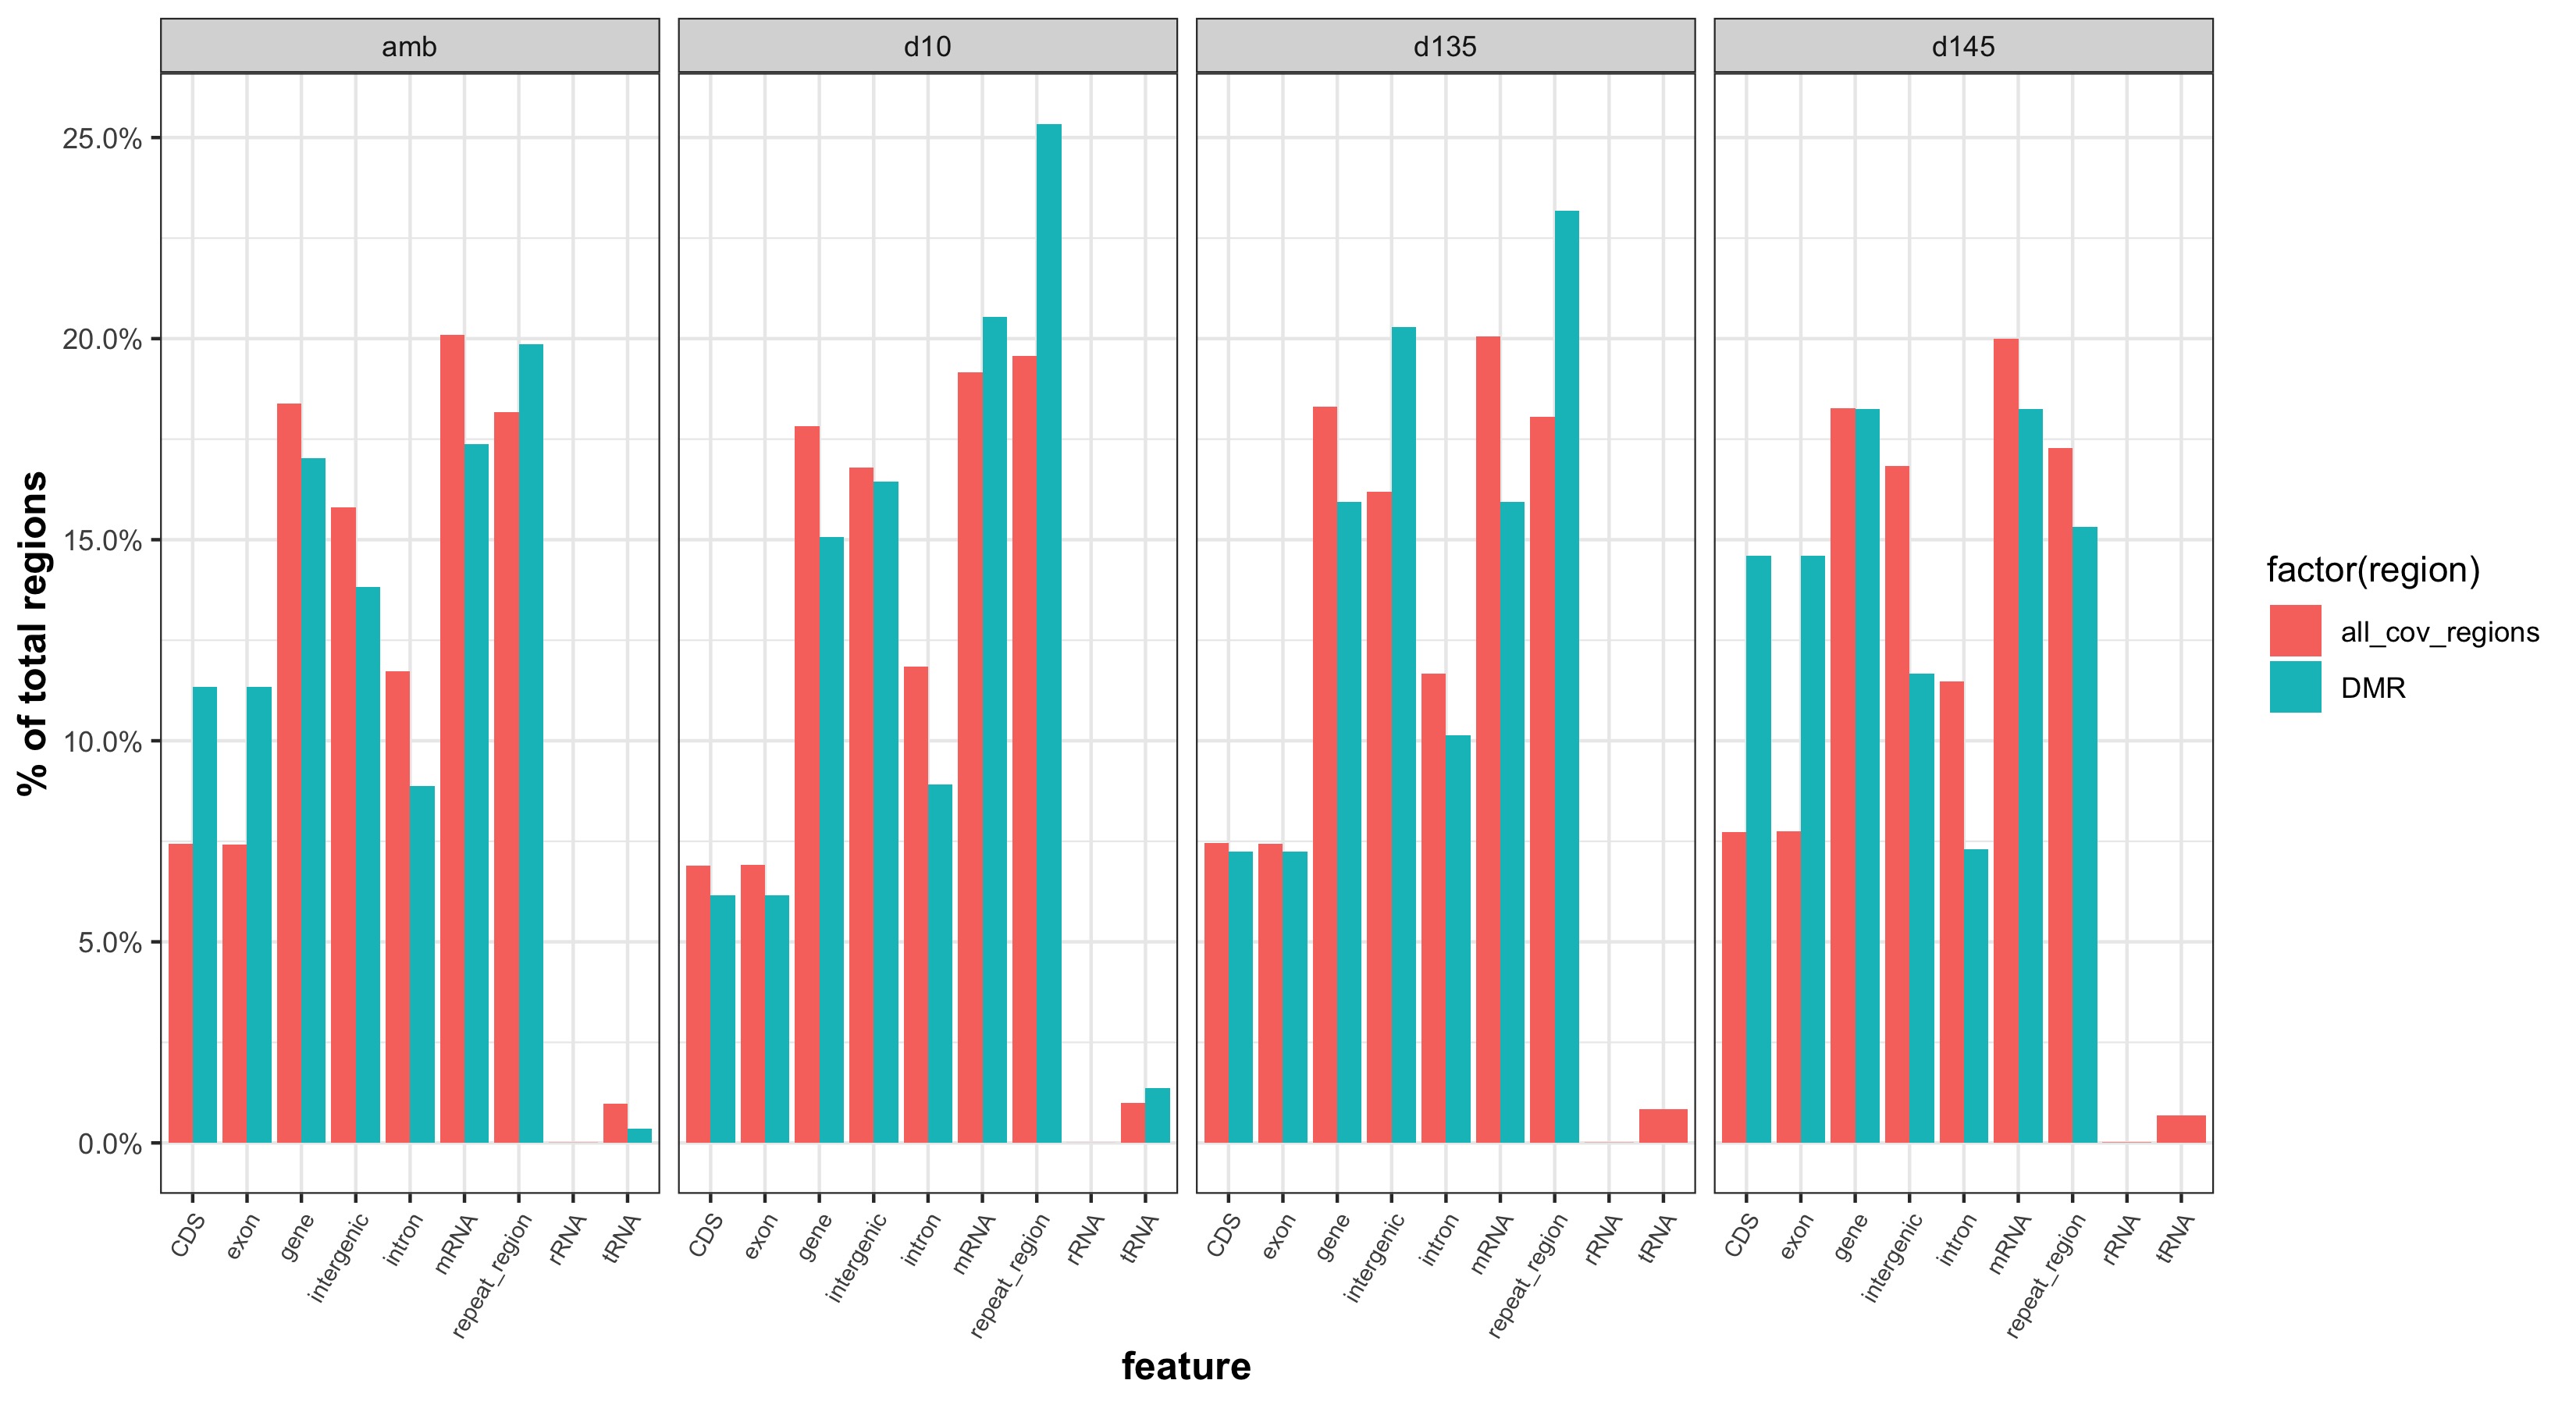 amb d10 d135 d145
% of total regions
25.0%
20.0%
15.0%
10.0%
5.0%
0.0%
CDS exon gene intergenic intron mRNA repeat_region rRNA tRNA CDS exon gene intergenic intron mRNA repeat_region rRNA tRNA CDS exon gene intergenic intron mRNA repeat_region rRNA tRNA CDS exon gene intergenic intron mRNA repeat_region rRNA tRNA
feature
factor(region)
all_cov_regions
DMR